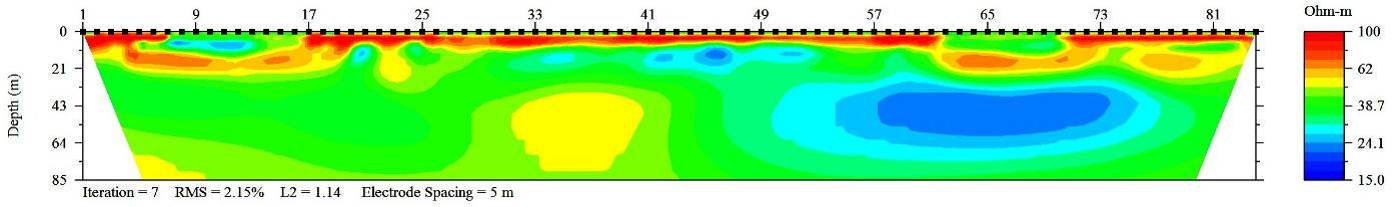 1 9 17 25 33 41 49 57 65 73 81
Ohm-m
0
21
43
64
85
Depth (m)
100
62
38.7
24.1
15.0
Iteration = 7 RMS = 2.15% L2 = 1.14 Electrode Spacing = 5 m